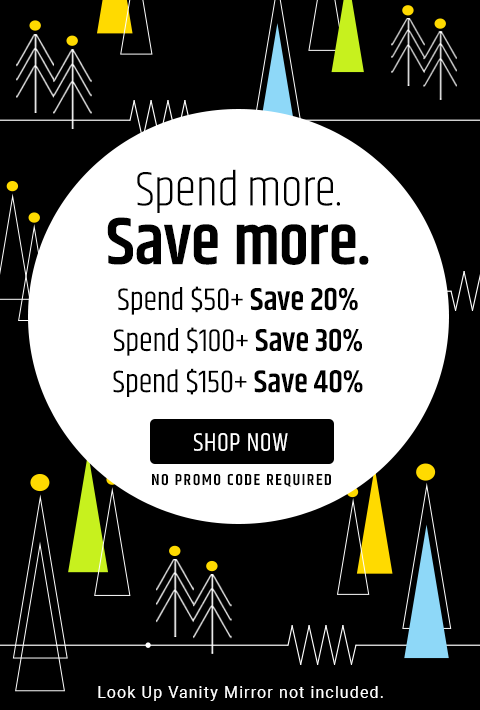 Spend more.
Save more.
Spend $50+ Save 20%
Spend $100+ Save 30%
Spend $150+ Save 40%
SHOP NOW
NO PROMO CODE REQUIRED
Look Up Vanity Mirror not included.